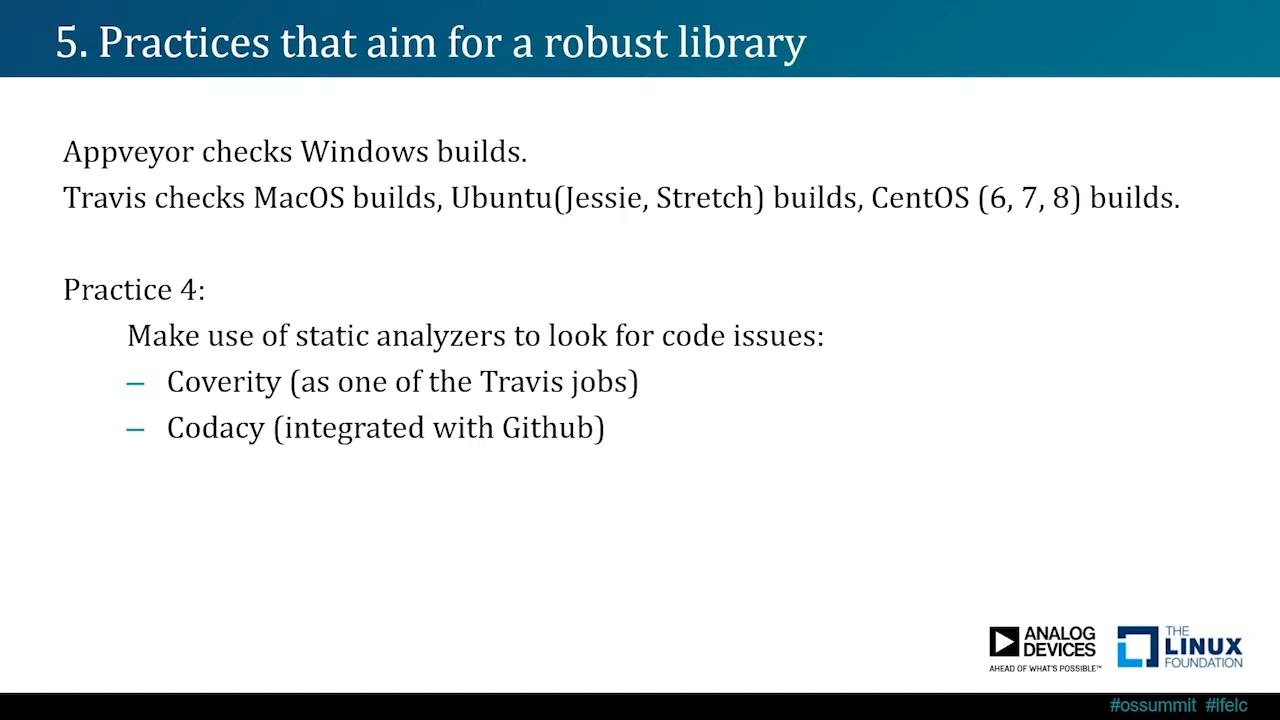 5. Practices that aim for a robust library
Appveyor checks Windows builds.
Travis checks MacOS builds, Ubuntu(Jessie, Stretch) builds, CentOS (6, 7, 8) builds.
Practice 4:
Make use of static analyzers to look for code issues:
– Coverity (as one of the Travis jobs)
– Codacy (integrated with Github)
ANALOG
DEVICES
AHEAD OF WHAT'S POSSIBLE™
THE
LINUX
FOUNDATION
#ossummit #lfelc